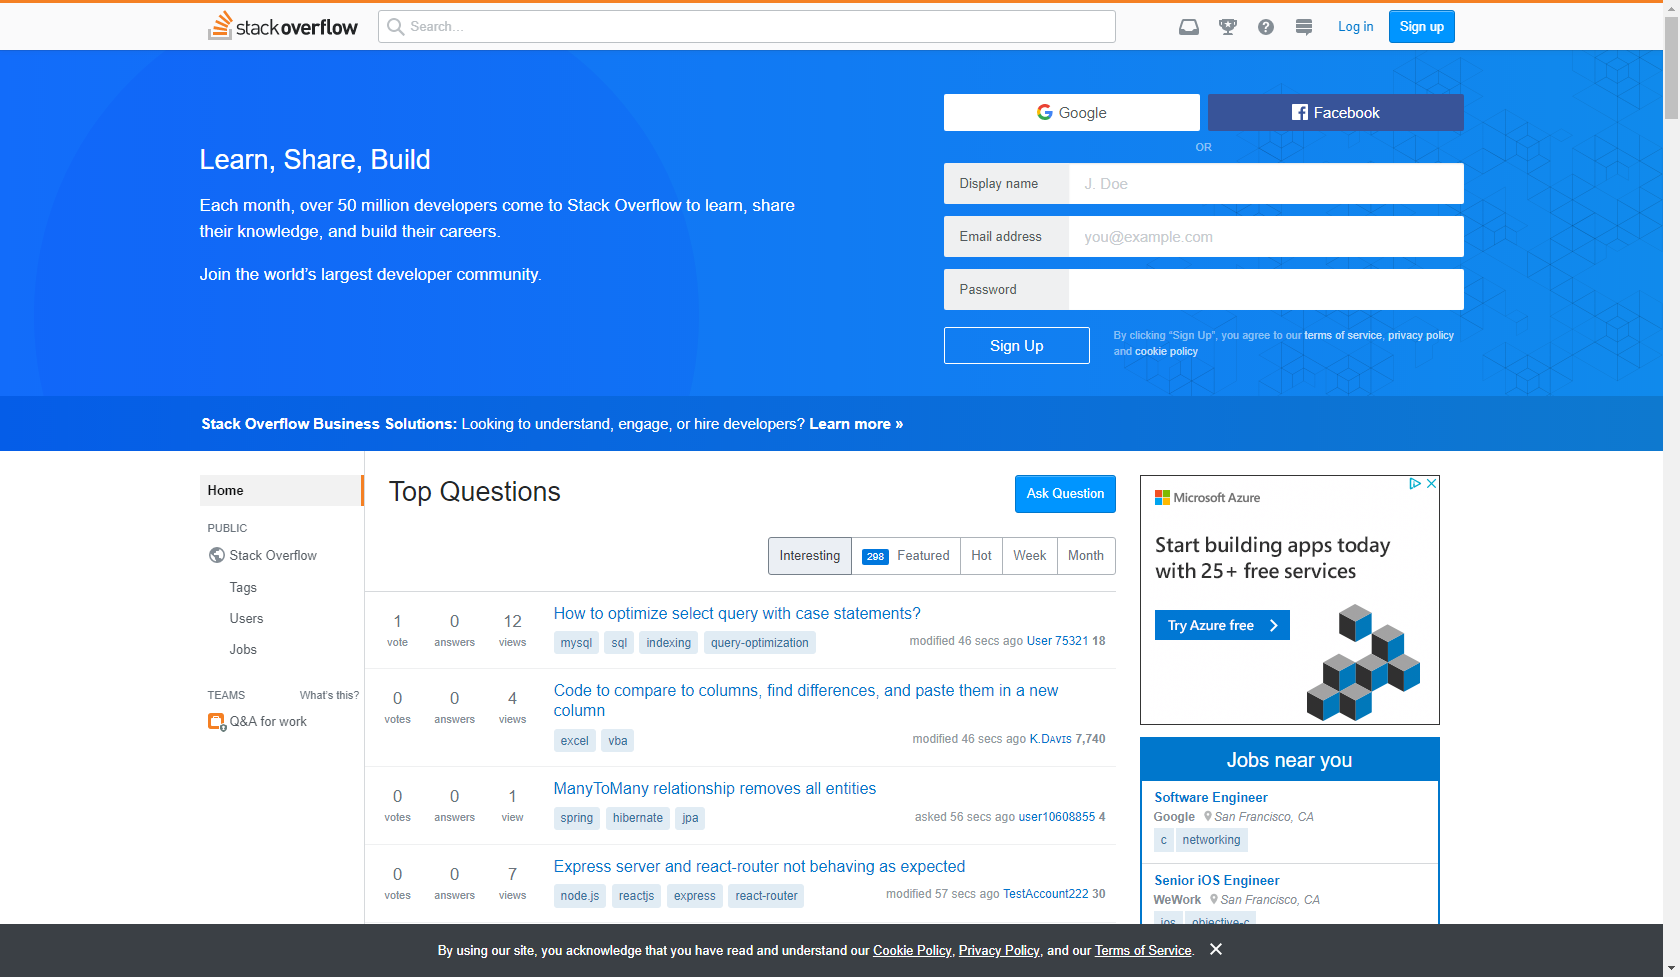 stackoverflow
Search...
Log in
Sign up
Learn, Share, Build
Each month, over 50 million developers come to Stack Overflow to learn, share
their knowledge, and build their careers.
Join the world's largest developer community.
Google
Facebook
OR
Display name
J. Doe
Email address
you@example.com
Password
Sign Up
By clicking "Sign Up", you agree to our terms of service, privacy policy
and cookie policy
Stack Overflow Business Solutions: Looking to understand, engage, or hire developers? Learn more »
Home
PUBLIC
Stack Overflow
Tags
Users
Jobs
TEAMS What's this?
Q&A for work
Top Questions
Ask Question
Interesting 298 Featured Hot Week Month
1 0 12
vote answers views
How to optimize select query with case statements?
mysql sql indexing query-optimization
modified 46 secs ago User 75321 18
0 0 4
votes answers views
Code to compare to columns, find differences, and paste them in a new
column
excel vba
modified 46 secs ago K.Davis 7,740
0 0 1
votes answers view
ManyToMany relationship removes all entities
spring hibernate jpa
asked 56 secs ago user10608855 4
0 0 7
votes answers views
Express server and react-router not behaving as expected
node.js reactjs express react-router
modified 57 secs ago TestAccount222 30
Microsoft Azure
Start building apps today
with 25+ free services
Try Azure free
Jobs near you
Software Engineer
Google San Francisco, CA
c networking
Senior iOS Engineer
WeWork San Francisco, CA
ios objective-c
By using our site, you acknowledge that you have read and understand our Cookie Policy, Privacy Policy, and our Terms of Service.